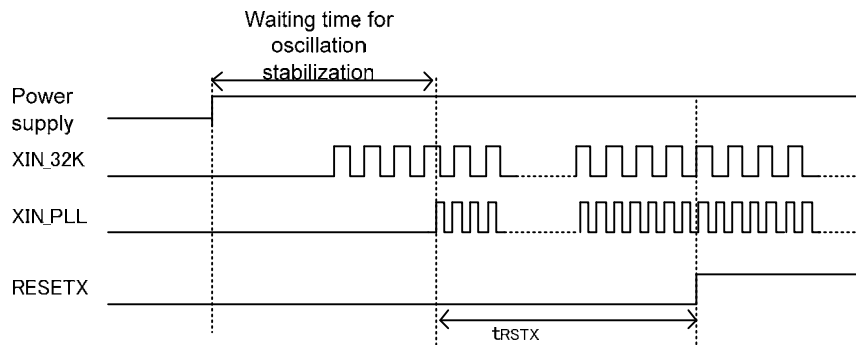 Waiting time for
oscillation
stabilization
Power
supply
XIN_32K
XIN_PLL
RESETX
tRSTX